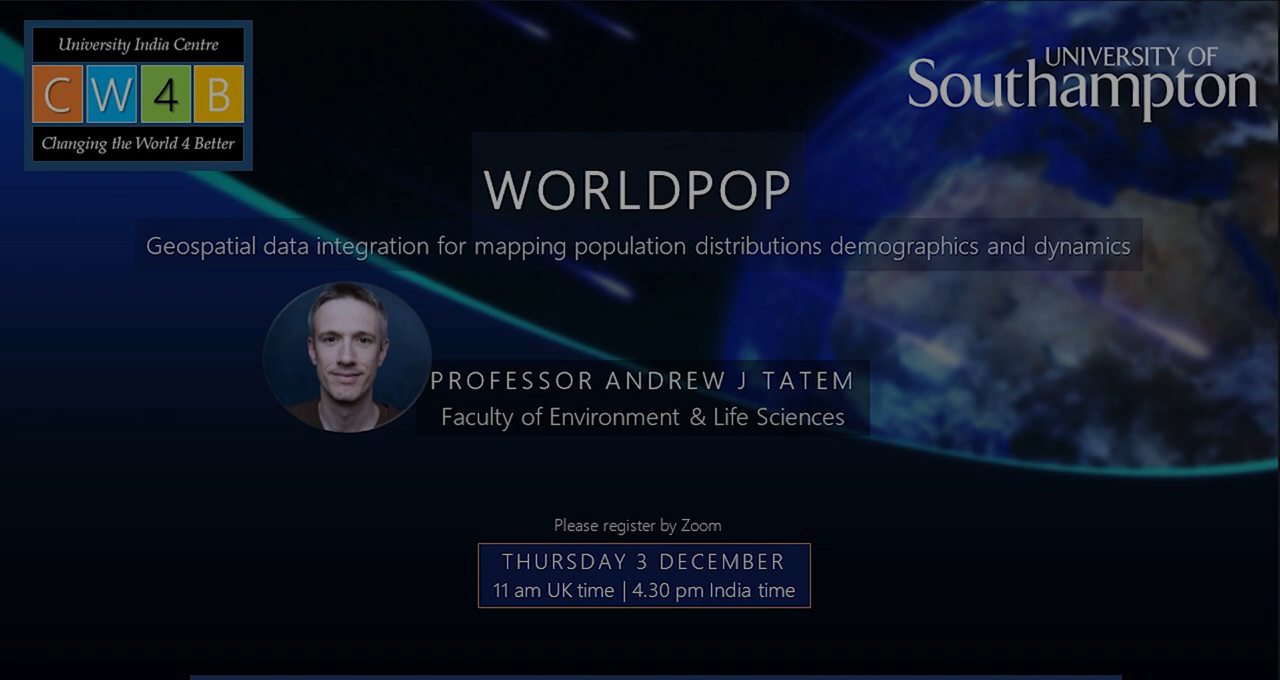 University India Centre
CW4B
Changing the World 4 Better
UNIVERSITY OF
Southampton
WORLDPOP
Geospatial data integration for mapping population distributions demographics and dynamics
PROFESSOR ANDREW J TATEM
Faculty of Environment & Life Sciences
Please register by Zoom
THURSDAY 3 DECEMBER
11 am UK time | 4.30 pm India time